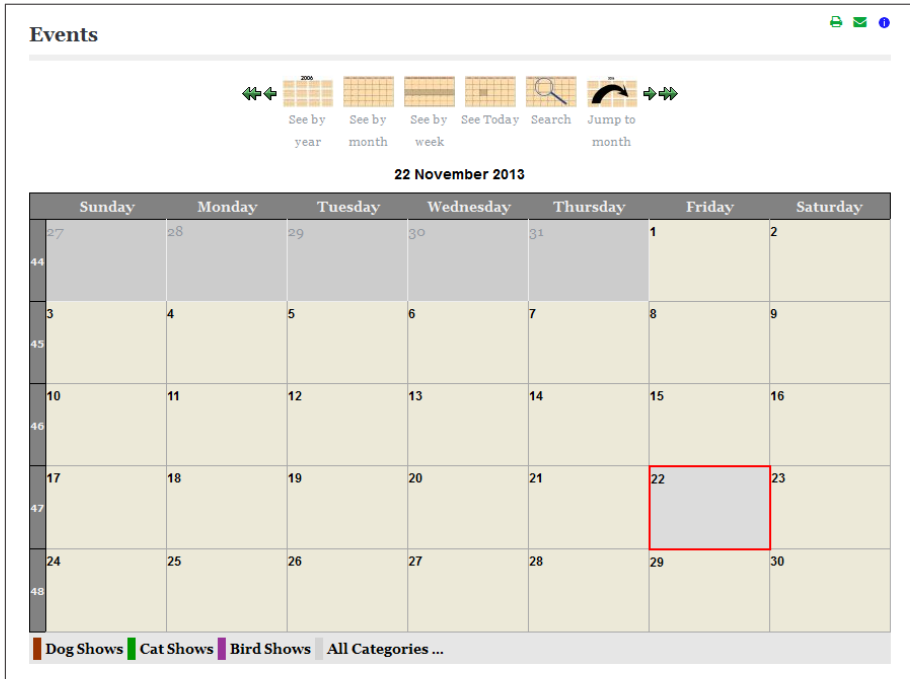 Events
2006
See by year
See by month
See by week
See Today
Search
Jump to month
22 November 2013
Sunday Monday Tuesday Wednesday Thursday Friday Saturday
44 27 28 29 30 31 1 2
45 3 4 5 6 7 8 9
46 10 11 12 13 14 15 16
47 17 18 19 20 21 22 23
48 24 25 26 27 28 29 30
Dog Shows Cat Shows Bird Shows All Categories ...